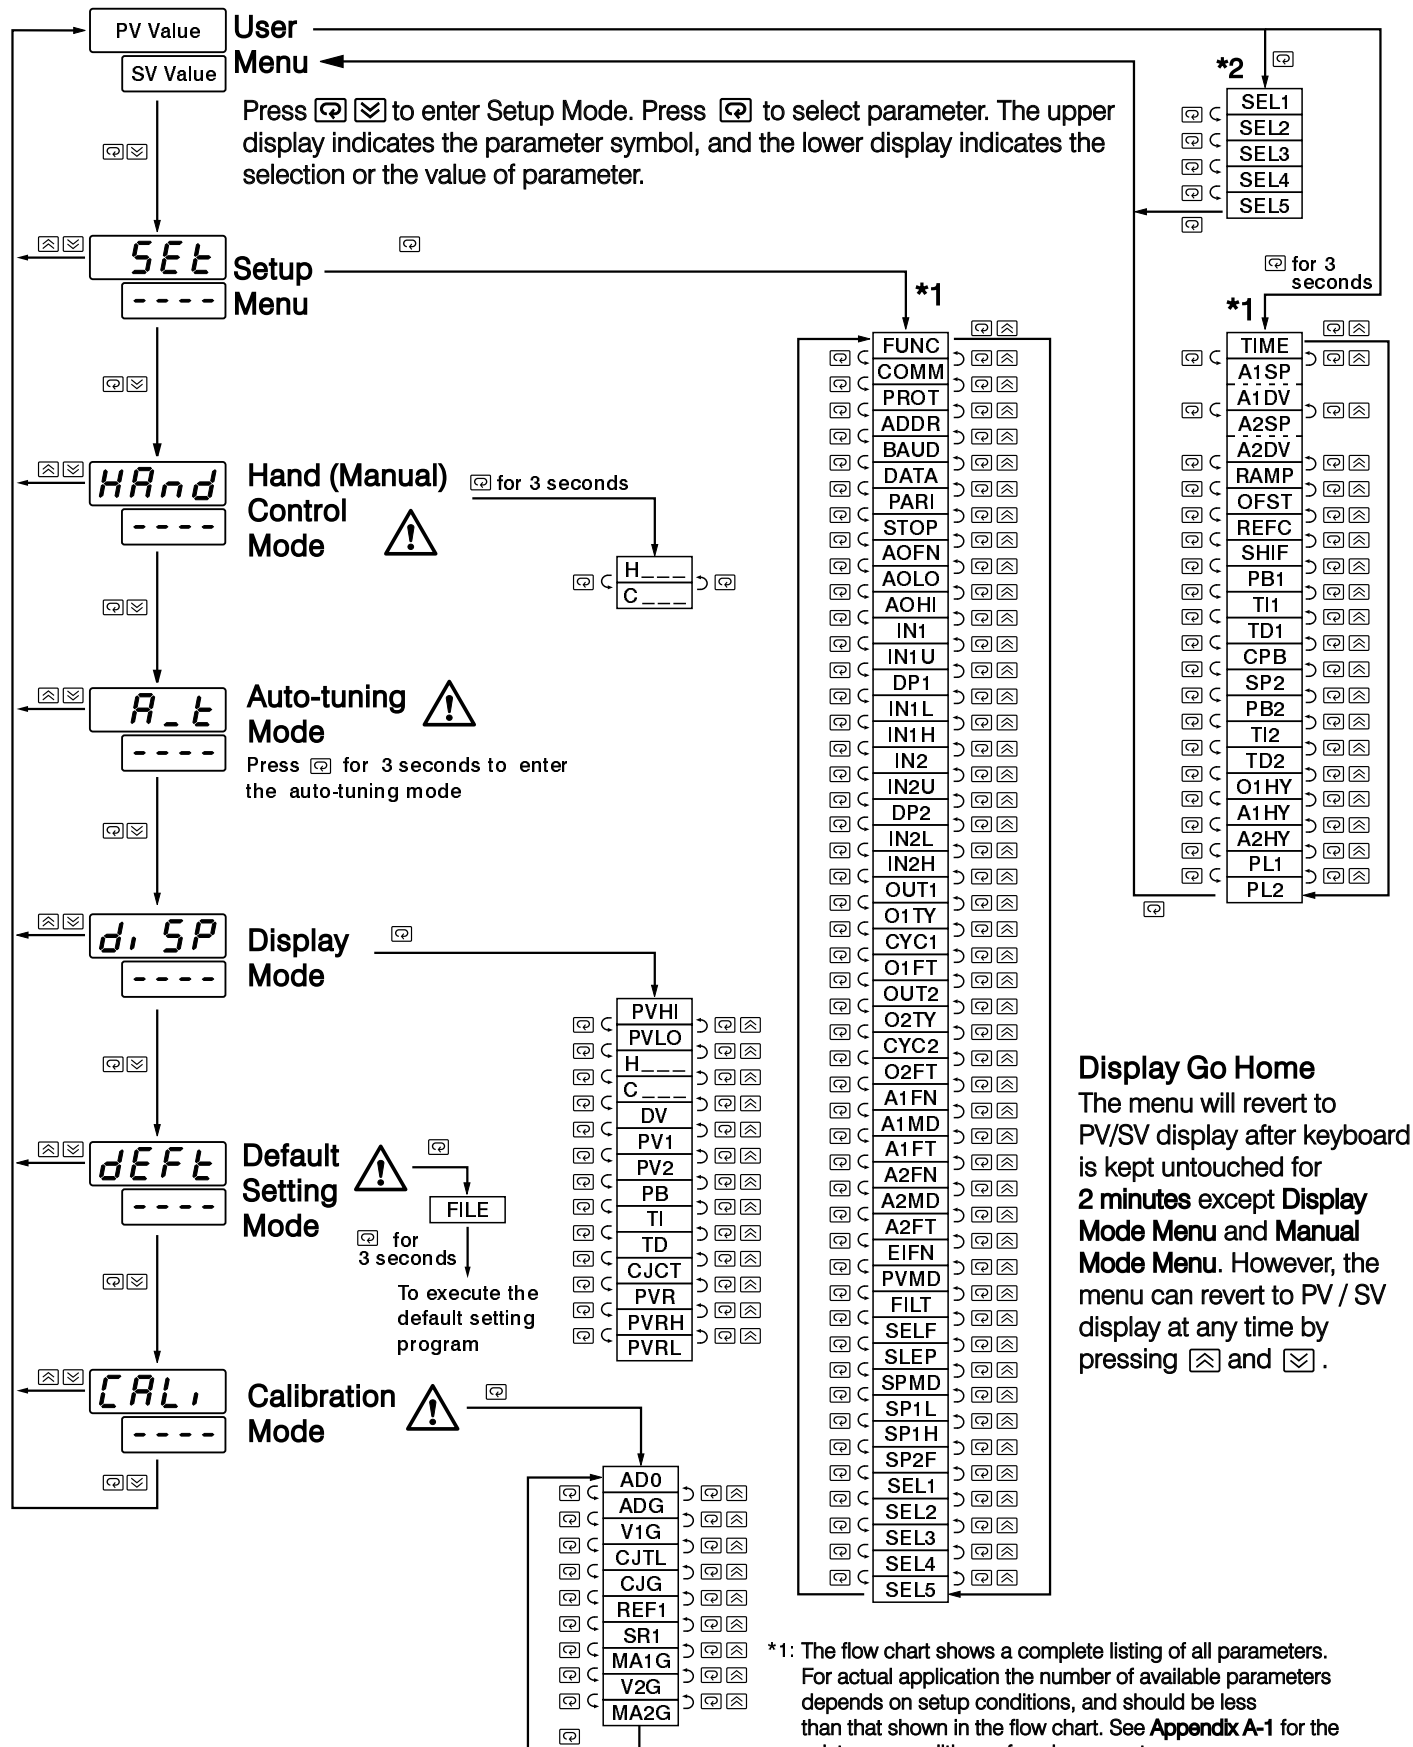 PV Value
SV Value
User
Menu
Press to enter Setup Mode. Press to select parameter. The upper
display indicates the parameter symbol, and the lower display indicates the
selection or the value of parameter.
*2
SEL1
SEL2
SEL3
SEL4
SEL5
for 3
seconds
*1
TIME
A1SP
A1DV
A2SP
A2DV
RAMP
OFST
REFC
SHIF
PB1
TI1
TD1
CPB
SP2
PB2
TI2
TD2
O1HY
A1HY
A2HY
PL1
PL2
SEt
- - - -
Setup
Menu
*1
FUNC
COMM
PROT
ADDR
BAUD
DATA
PARI
STOP
AOFN
AOLO
AOHI
IN1
IN1U
DP1
IN1L
IN1H
IN2
IN2U
DP2
IN2L
IN2H
OUT1
O1TY
CYC1
O1FT
OUT2
O2TY
CYC2
O2FT
A1FN
A1MD
A1FT
A2FN
A2MD
A2FT
EIFN
PVMD
FILT
SELF
SLEP
SPMD
SP1L
SP1H
SP2F
SEL1
SEL2
SEL3
SEL4
SEL5
HAnd
- - - -
Hand (Manual)
Control
Mode
for 3 seconds
H___
C___
A_t
- - - -
Auto-tuning
Mode
Press for 3 seconds to enter
the auto-tuning mode
di SP
- - - -
Display
Mode
PVHI
PVLO
H___
C___
DV
PV1
PV2
PB
TI
TD
CJCT
PVR
PVRH
PVRL
dEFt
- - - -
Default
Setting
Mode
FILE
for
3 seconds
To execute the
default setting
program
CALi
- - - -
Calibration
Mode
AD0
ADG
V1G
CJTL
CJG
REF1
SR1
MA1G
V2G
MA2G
Display Go Home
The menu will revert to
PV/SV display after keyboard
is kept untouched for
2 minutes except Display
Mode Menu and Manual
Mode Menu. However, the
menu can revert to PV / SV
display at any time by
pressing and .
*1: The flow chart shows a complete listing of all parameters.
For actual application the number of available parameters
depends on setup conditions, and should be less
than that shown in the flow chart. See Appendix A-1 for the